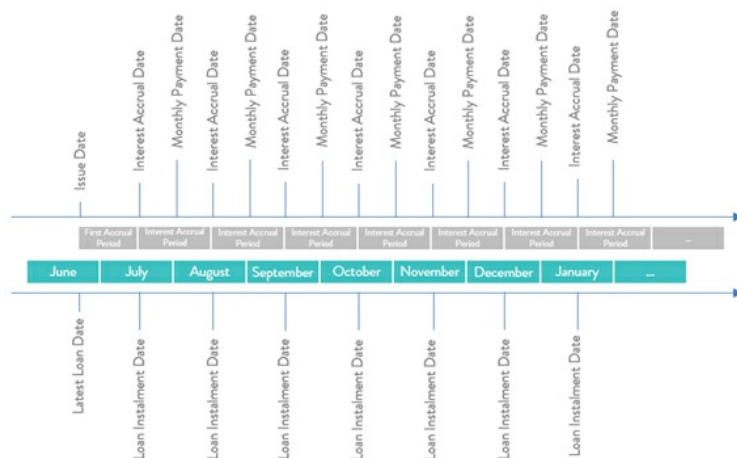 Issue Date
Interest Accrual Date
Monthly Payment Date
Interest Accrual Date
Monthly Payment Date
Interest Accrual Date
Monthly Payment Date
Interest Accrual Date
Monthly Payment Date
Interest Accrual Date
Monthly Payment Date
Interest Accrual Date
Monthly Payment Date
Interest Accrual Date
Monthly Payment Date
First Accrual
Period
Interest Accrual
Period
Interest Accrual
Period
Interest Accrual
Period
Interest Accrual
Period
Interest Accrual
Period
Interest Accrual
Period
Interest Accrual
Period
...
June
July
August
September
October
November
December
January
...
Latest Loan Date
Loan Instalment Date
Loan Instalment Date
Loan Instalment Date
Loan Instalment Date
Loan Instalment Date
Loan Instalment Date
Loan Instalment Date